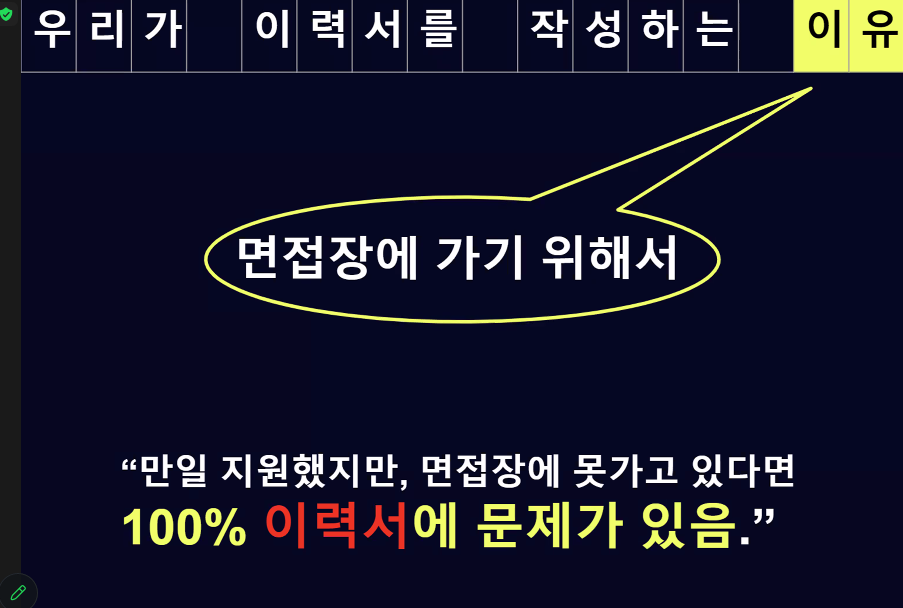 우리가 이력서를 작성하는 이유
면접장에 가기 위해서
“만일 지원했지만, 면접장에 못가고 있다면
100% 이력서에 문제가 있음.”